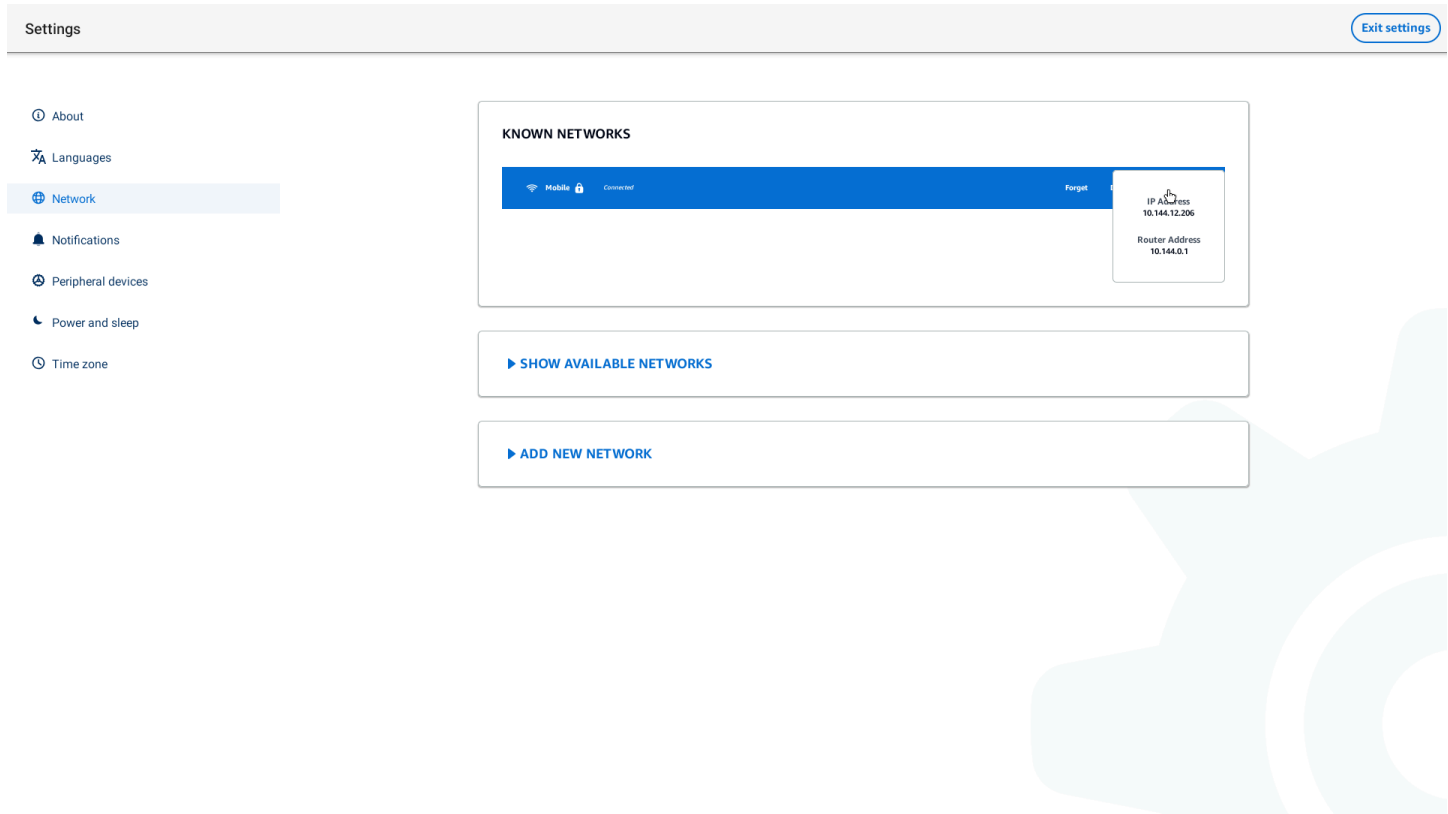 Settings
Exit settings
About
Languages
Network
Notifications
Peripheral devices
Power and sleep
Time zone
KNOWN NETWORKS
Mobile Connected Forget
IP Address
10.144.12.206
Router Address
10.144.0.1
SHOW AVAILABLE NETWORKS
ADD NEW NETWORK